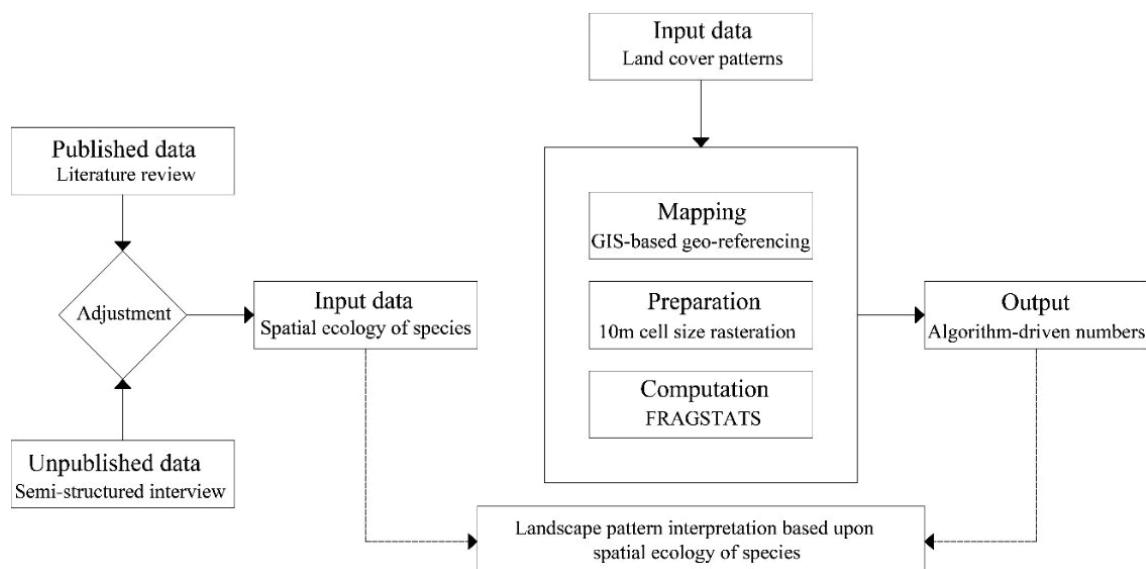 Input data
Land cover patterns
Published data
Literature review
Adjustment
Unpublished data
Semi-structured interview
Input data
Spatial ecology of species
Mapping
GIS-based geo-referencing
Preparation
10m cell size rasteration
Computation
FRAGSTATS
Output
Algorithm-driven numbers
Landscape pattern interpretation based upon
spatial ecology of species